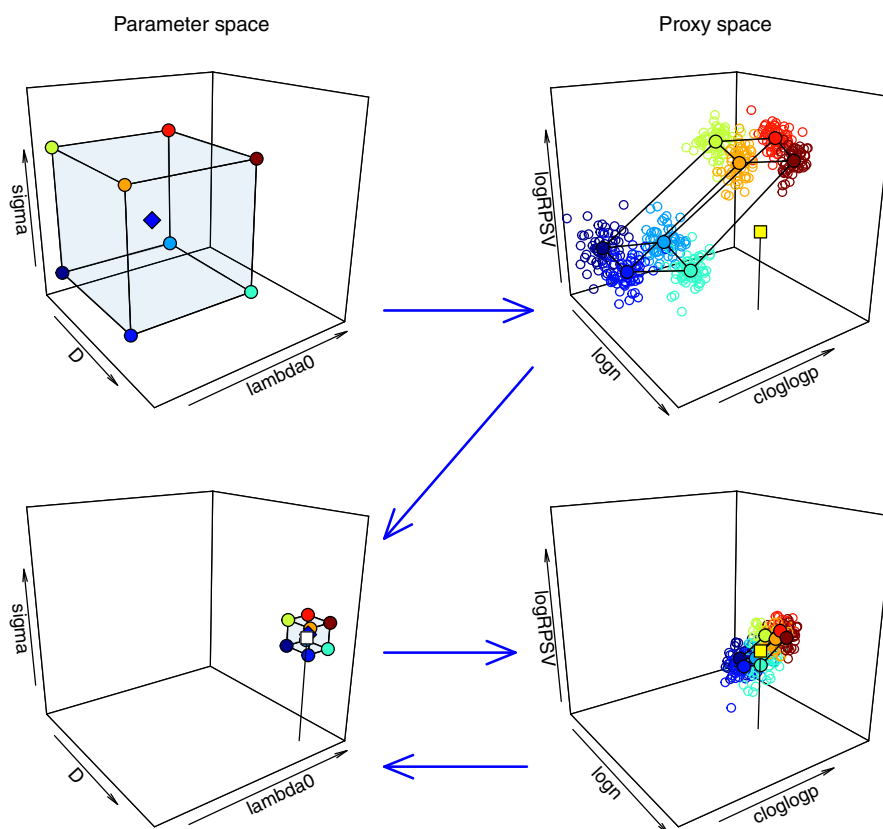 Parameter space
Proxy space
sigma
D
lambda0
logRPSV
logn
cloglogp
sigma
D
lambda0
logRPSV
logn
cloglogp